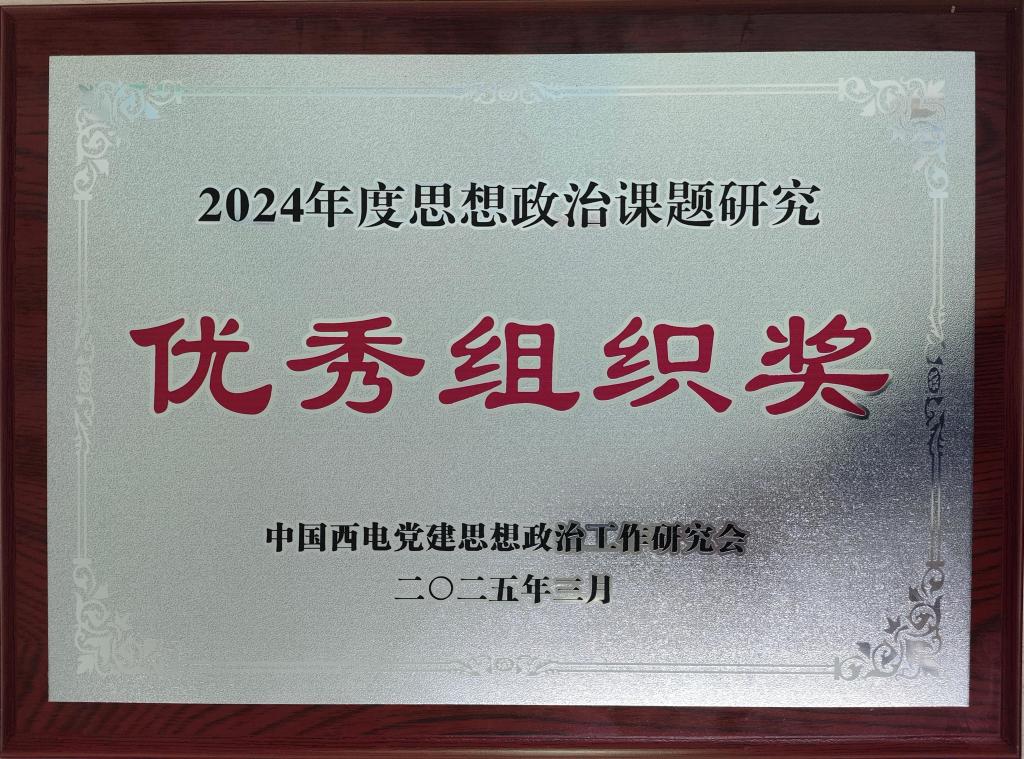 2024年度思想政治课题研究
优秀组织奖
中国西电党建思想政治工作研究会
二〇二五年三月